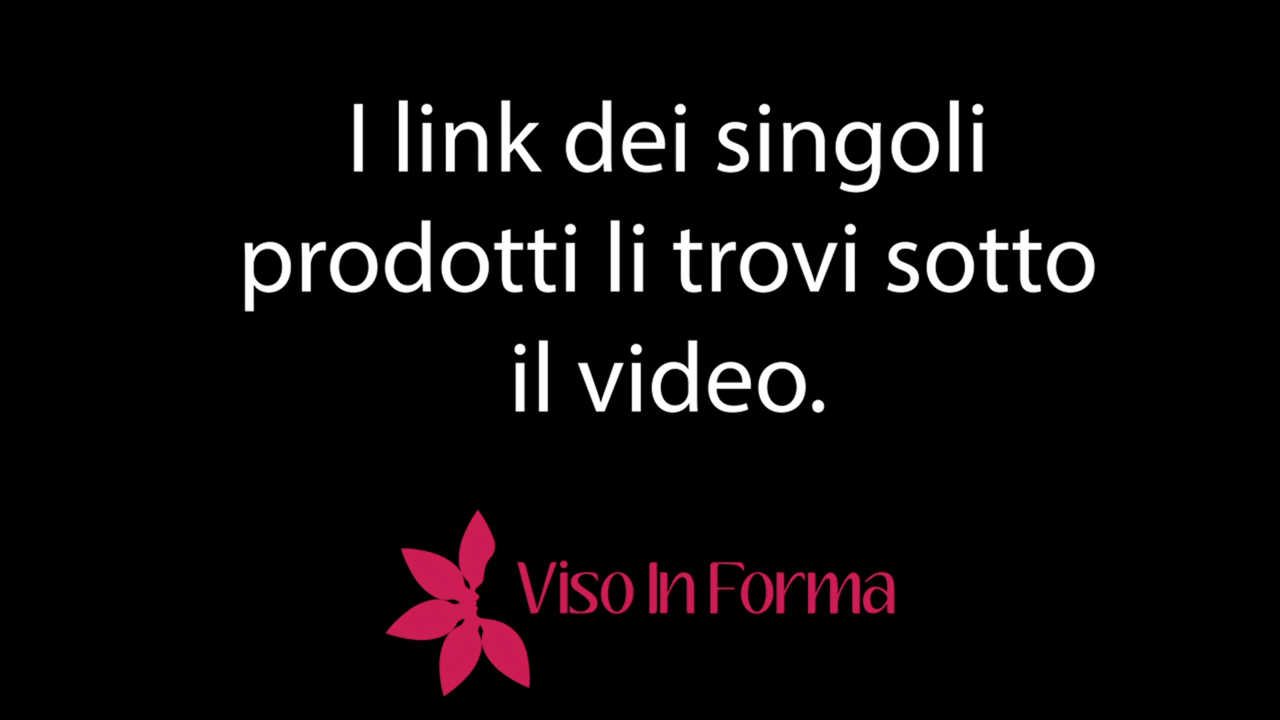 I link dei singoli
prodotti li trovi sotto
il video.
Viso In Forma